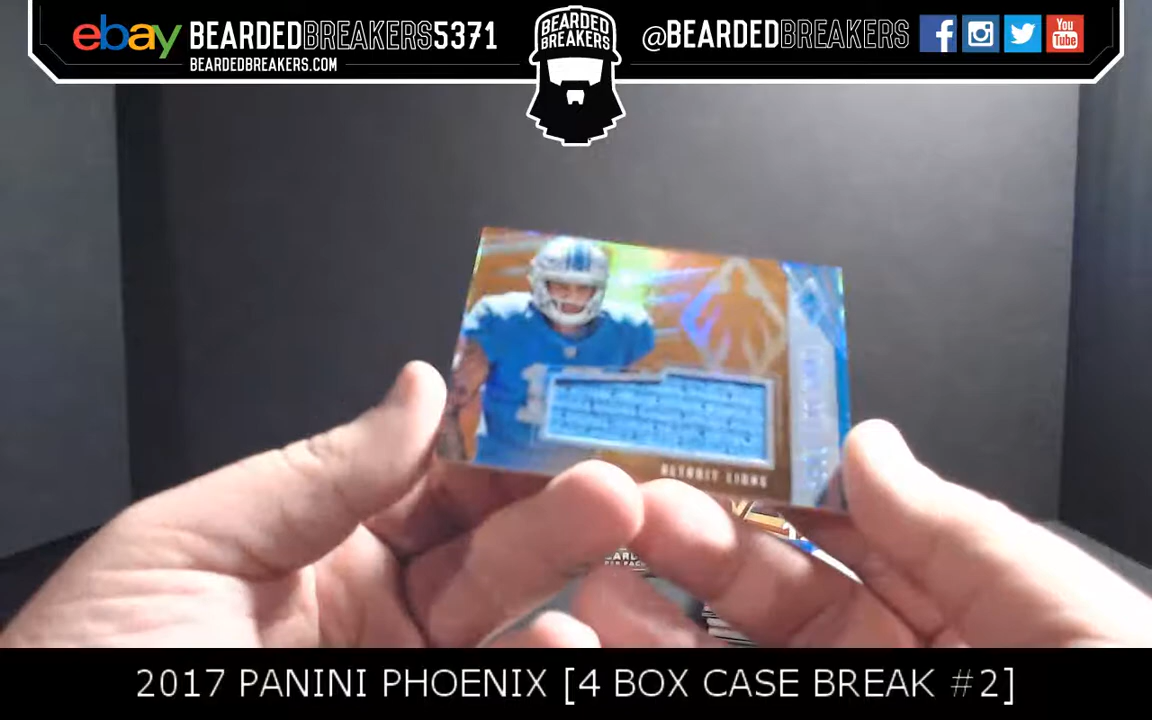 ebay BEARDEDBREAKERS5371
BEARDEDBREAKERS.COM
BEARDED
BREAKERS
@BEARDEDBREAKERS
You
Tube
DETROIT LIONS
2017 PANINI PHOENIX [4 BOX CASE BREAK #2]